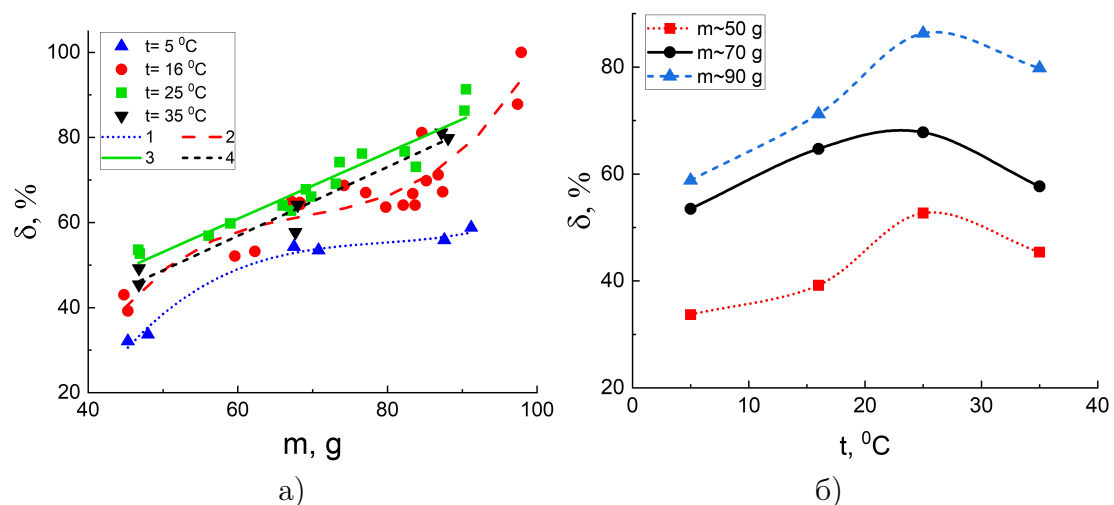 100
80
60
40
20
40
60
80
100
δ, %
m, g
t= 5 ⁰C
t= 16 ⁰C
t= 25 ⁰C
t= 35 ⁰C
1 2
3 4
а)
80
60
40
20
0
10
20
30
40
δ, %
t, ⁰C
m~50 g
m~70 g
m~90 g
б)